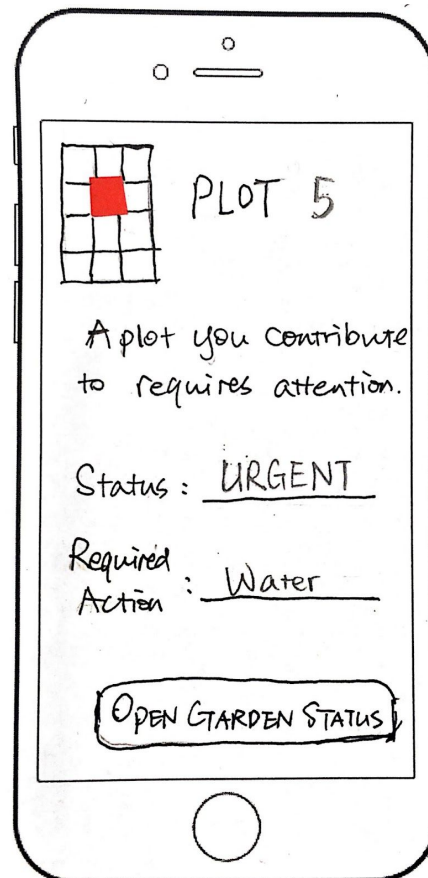 PLOT 5
A plot you contribute
to requires attention.
Status: URGENT
Required
Action : Water
OPEN GARDEN STATUS